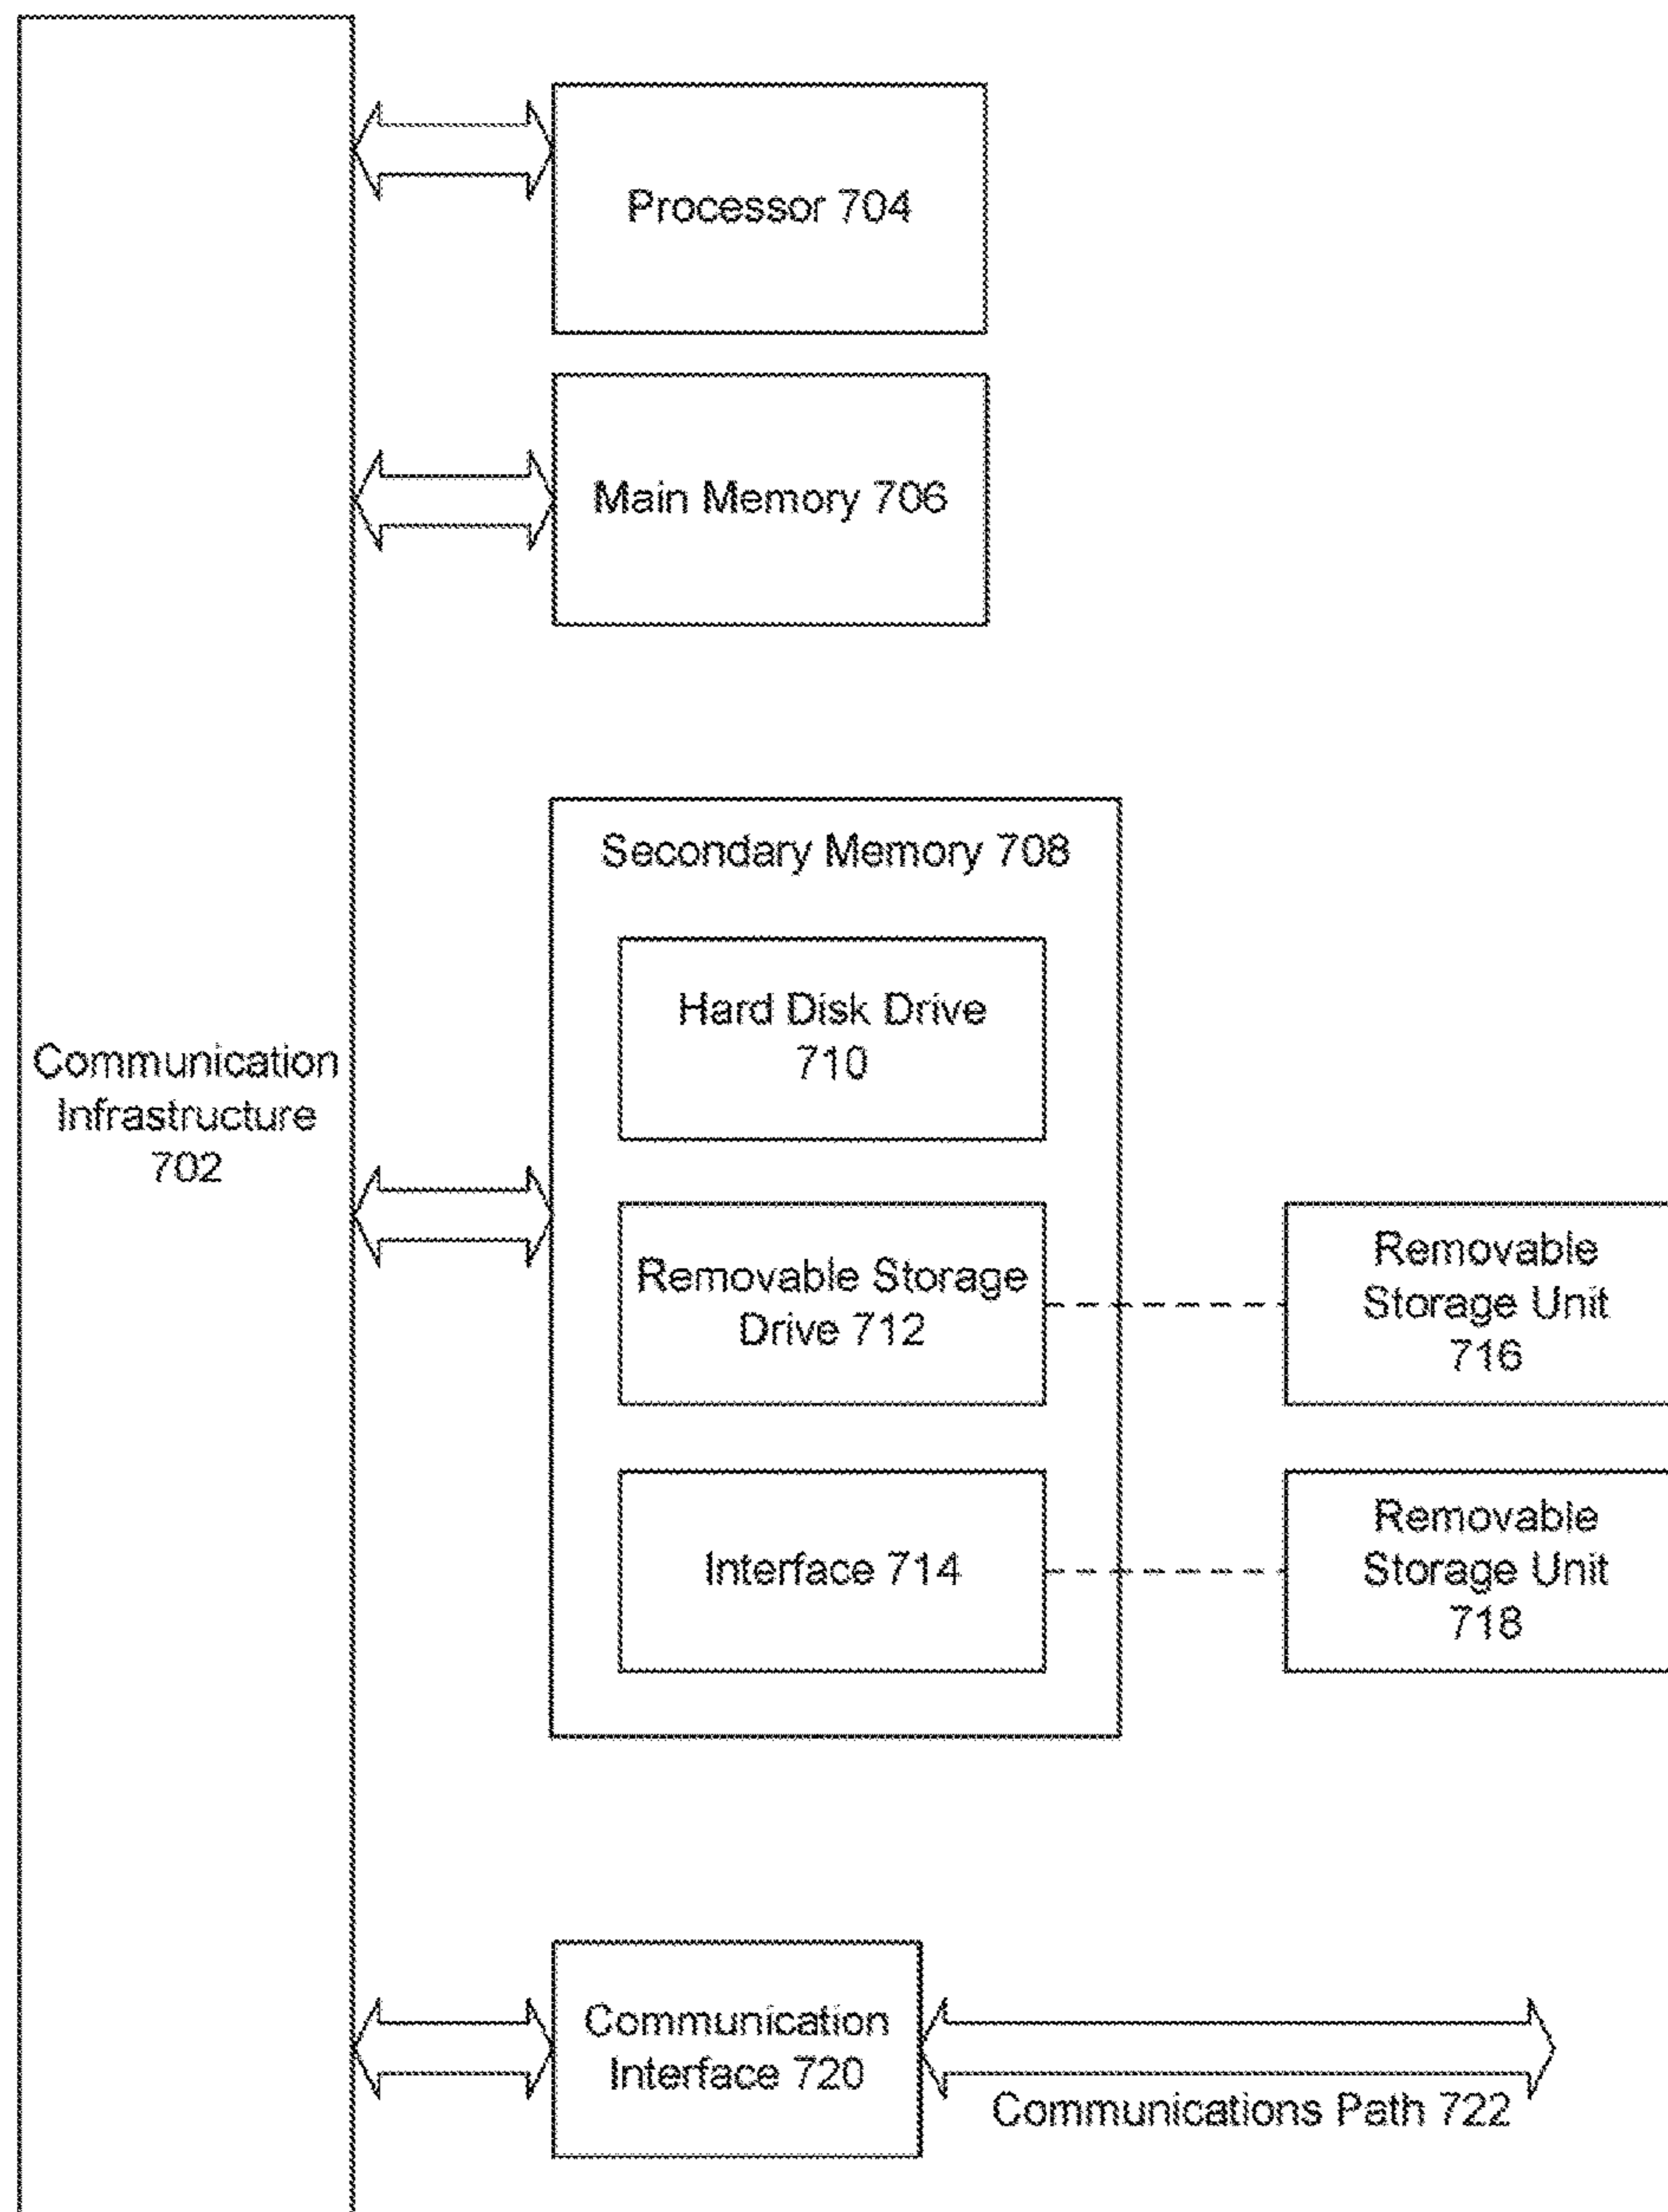 Processor 704
Main Memory 706
Secondary Memory 708
Hard Disk Drive
710
Communication
Infrastructure
702
Removable Storage
Drive 712
Removable
Storage Unit
716
Interface 714
Removable
Storage Unit
718
Communication
Interface 720
Communications Path 722